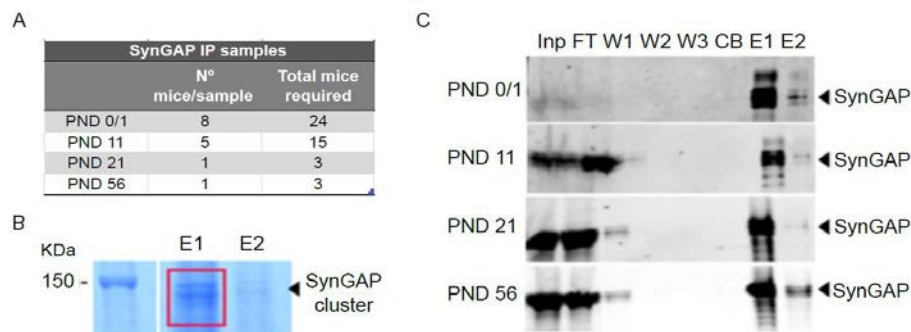 A
SynGAP IP samples
Nº mice/sample Total mice required
PND 0/1 8 24
PND 11 5 15
PND 21 1 3
PND 56 1 3
B
KDa E1 E2
150
SynGAP
cluster
C
Inp FT W1 W2 W3 CB E1 E2
PND 0/1 SynGAP
PND 11 SynGAP
PND 21 SynGAP
PND 56 SynGAP